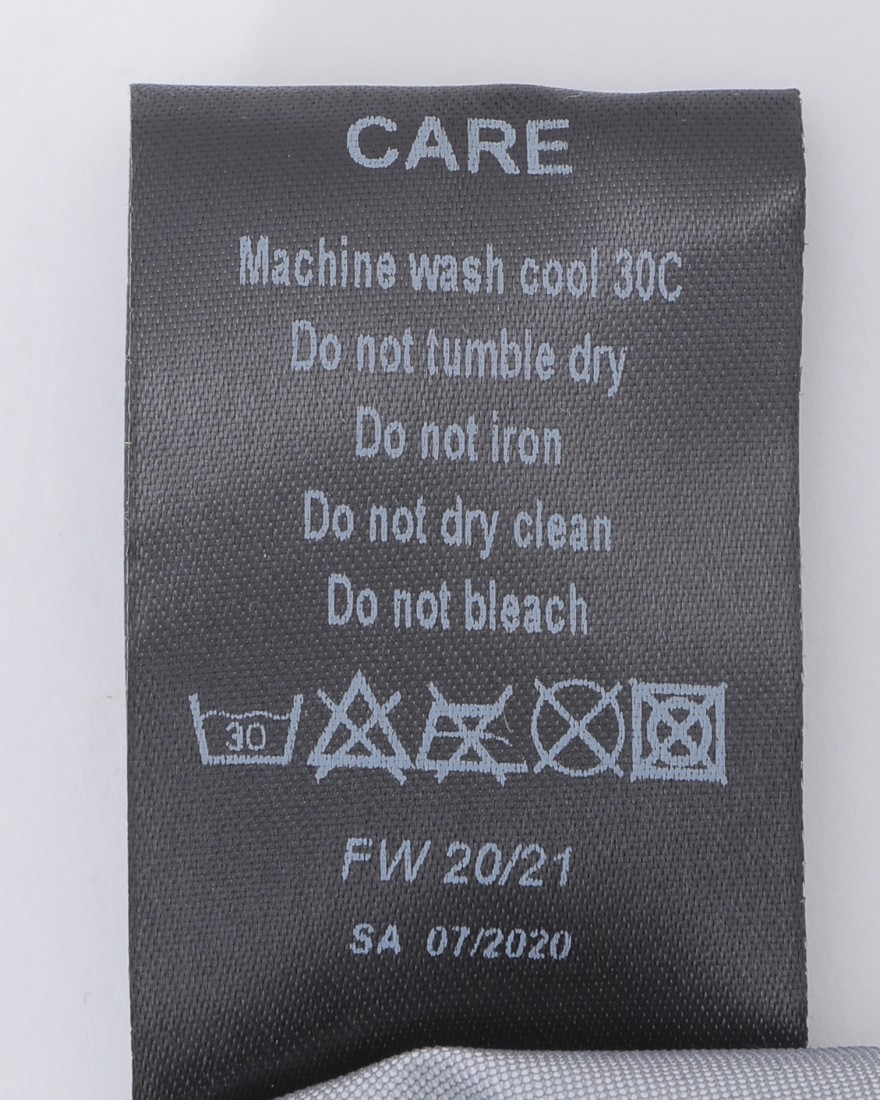 CARE
Machine wash cool 30C
Do not tumble dry
Do not iron
Do not dry clean
Do not bleach
30
FW 20/21
SA 07/2020